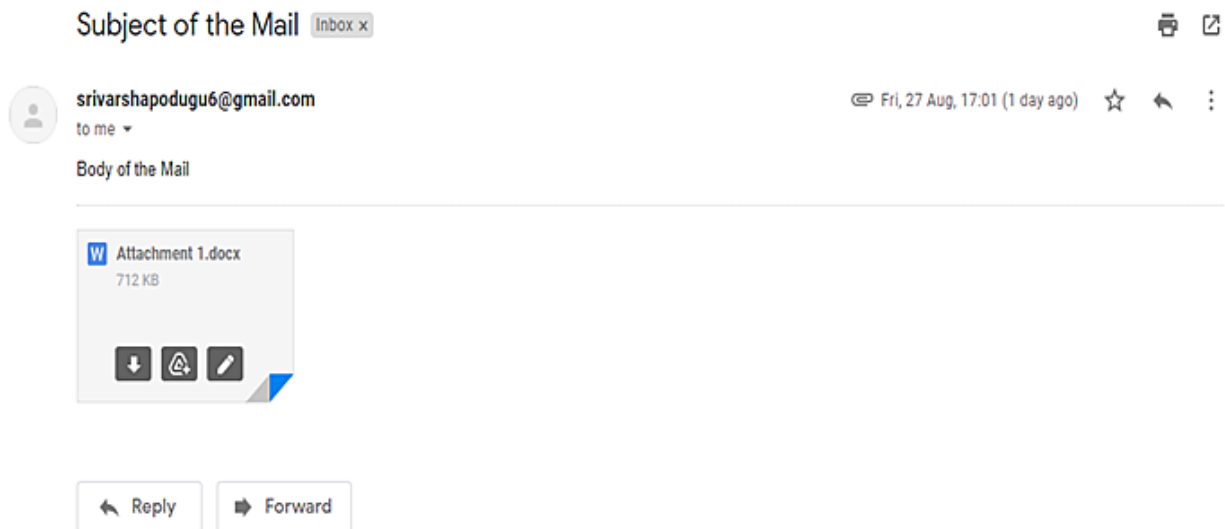 Subject of the Mail Inbox x
srivarshapodugu6@gmail.com Fri, 27 Aug, 17:01 (1 day ago)
to me
Body of the Mail
W Attachment 1.docx
712 KB
Reply Forward